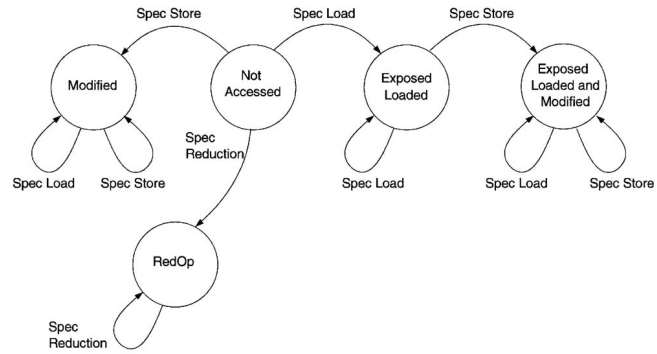 Spec Store
Spec Load
Spec Store
Modified
Not
Accessed
Exposed
Loaded
Exposed
Loaded and
Modified
Spec
Reduction
Spec Load
Spec Store
Spec Load
Spec Load
Spec Store
RedOp
Spec
Reduction